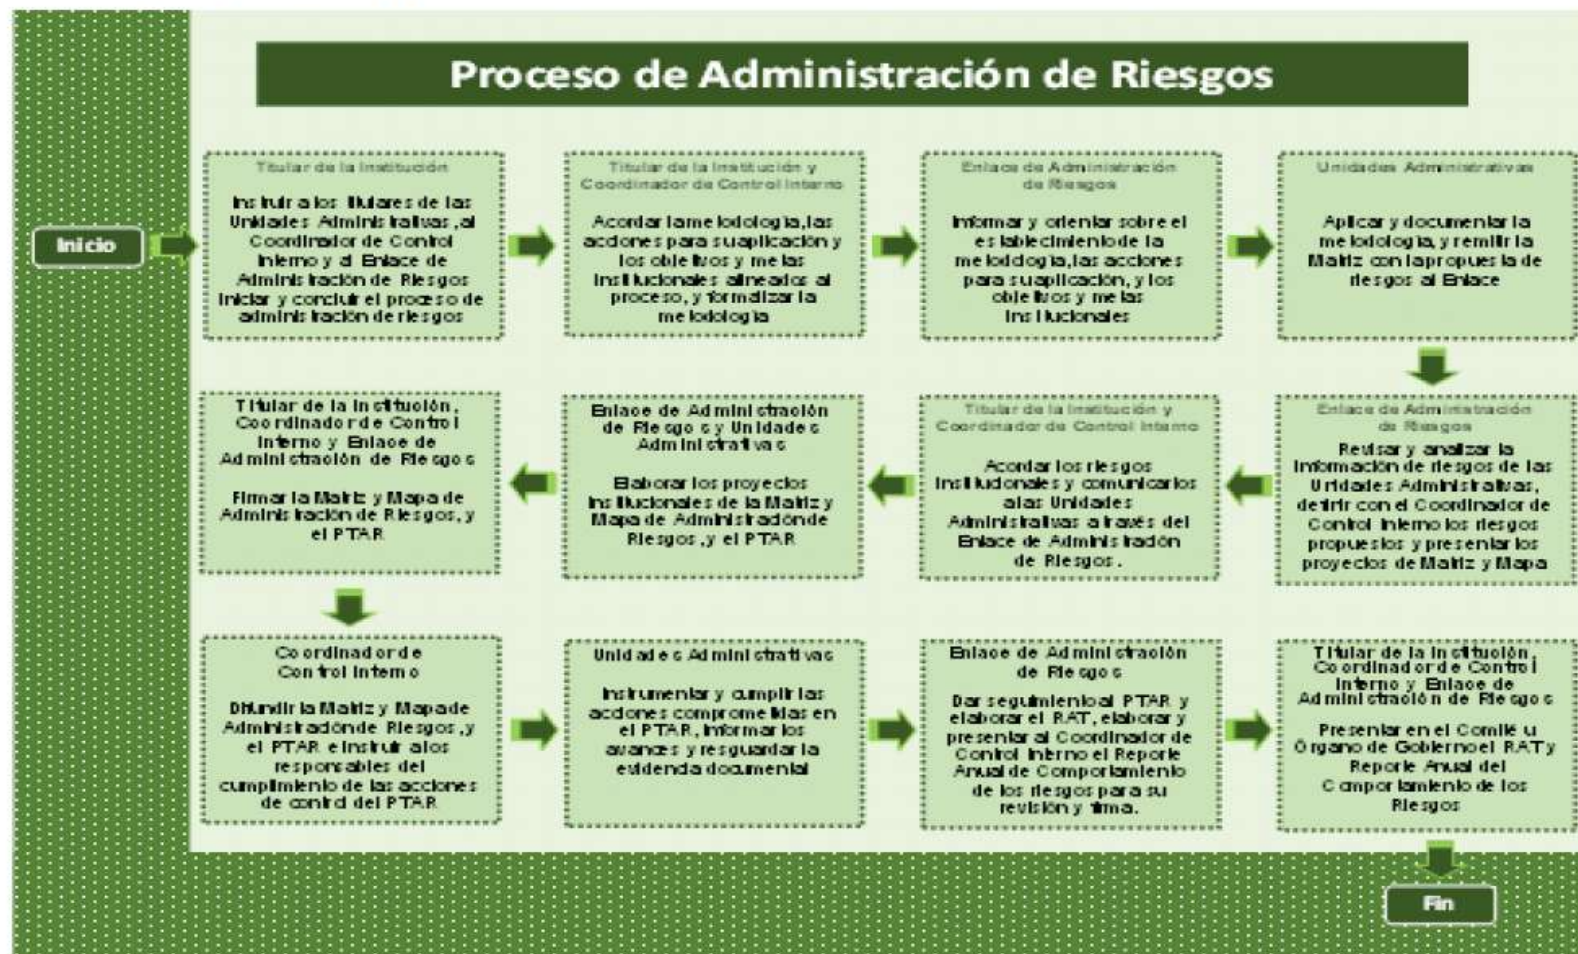 Proceso de Administración de Riesgos
Inicio
Titular de la Institución
Instruir a los titulares de las
Unidades Administrativas, al
Coordinador de Control
Interno y al Enlace de
Administración de Riesgos
iniciar y concluir el proceso de
administración de riesgos
Titular de la Institución y
Coordinador de Control Interno
Acordar la metodología, las
acciones para su aplicación y
los objetivos y metas
Institucionales alineados al
proceso, y formalizar la
metodología
Enlace de Administración
de Riesgos
Informar y orientar sobre el
establecimiento de la
metodología, las acciones
para su aplicación, y los
objetivos y metas
Institucionales
Unidades Administrativas
Aplicar y documentar la
metodología, y remitir la
Matriz con la propuesta de
riesgos al Enlace
Enlace de Administración
de Riesgos
Revisar y analizar la
información de riesgos de las
Unidades Administrativas,
definir con el Coordinador de
Control Interno los riesgos
propuestos y presentar los
proyectos de Matriz y Mapa
Titular de la Institución y
Coordinador de Control Interno
Acordar los riesgos
Institucionales y comunicarlos
a las Unidades
Administrativas a través del
Enlace de Administración
de Riesgos.
Enlace de Administración
de Riesgos y Unidades
Administrativas
Elaborar los proyectos
Institucionales de la Matriz y
Mapa de Administración de
Riesgos, y el PTAR
Titular de la Institución,
Coordinador de Control
Interno y Enlace de
Administración de Riesgos
Firmar la Matriz y Mapa de
Administración de Riesgos, y
el PTAR
Coordinador de
Control Interno
Difundir la Matriz y Mapa de
Administración de Riesgos, y
el PTAR e instruir a los
responsables del
cumplimiento de las acciones
de control del PTAR
Unidades Administrativas
Instrumentar y cumplir las
acciones comprometidas en
el PTAR, informar los
avances y resguardar la
evidencia documental
Enlace de Administración
de Riesgos
Dar seguimiento al PTAR y
elaborar el RAT, elaborar y
presentar al Coordinador de
Control Interno el Reporte
Anual de Comportamiento
de los riesgos para su
revisión y firma.
Titular de la Institución,
Coordinador de Control
Interno y Enlace de
Administración de Riesgos
Presentar en el Comité u
Órgano de Gobierno el RAT y
Reporte Anual del
Comportamiento de los
Riesgos
Fin